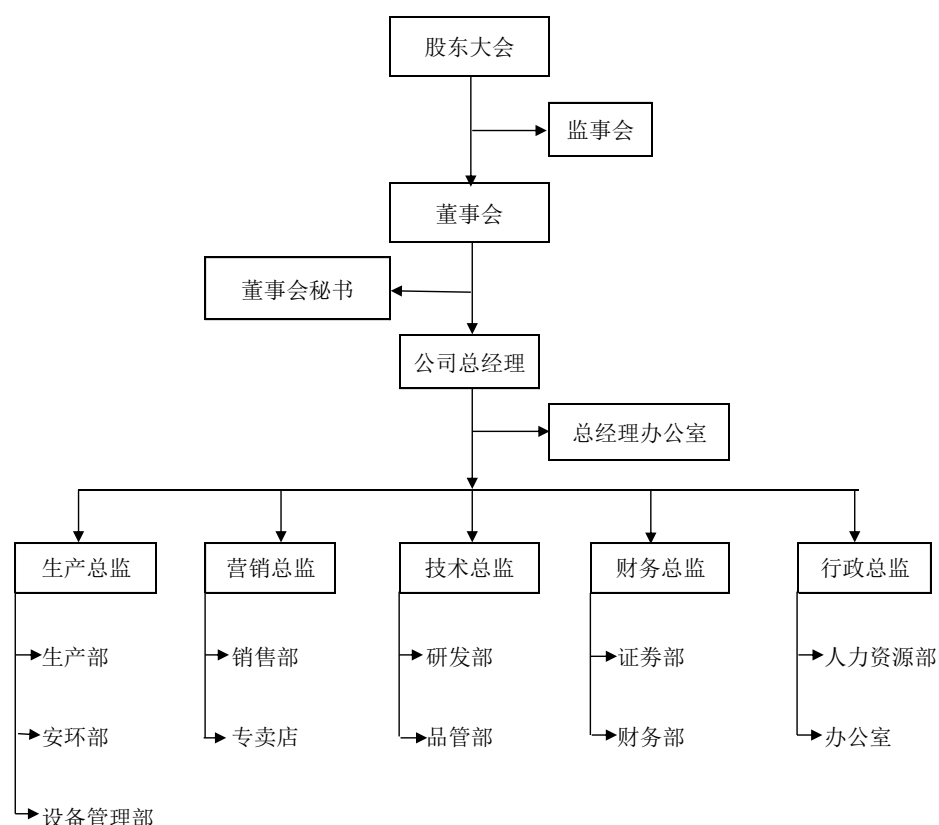 股东大会
监事会
董事会
董事会秘书
公司总经理
总经理办公室
生产总监
营销总监
技术总监
财务总监
行政总监
生产部
销售部
研发部
证券部
人力资源部
安环部
专卖店
品管部
财务部
办公室
设备管理部